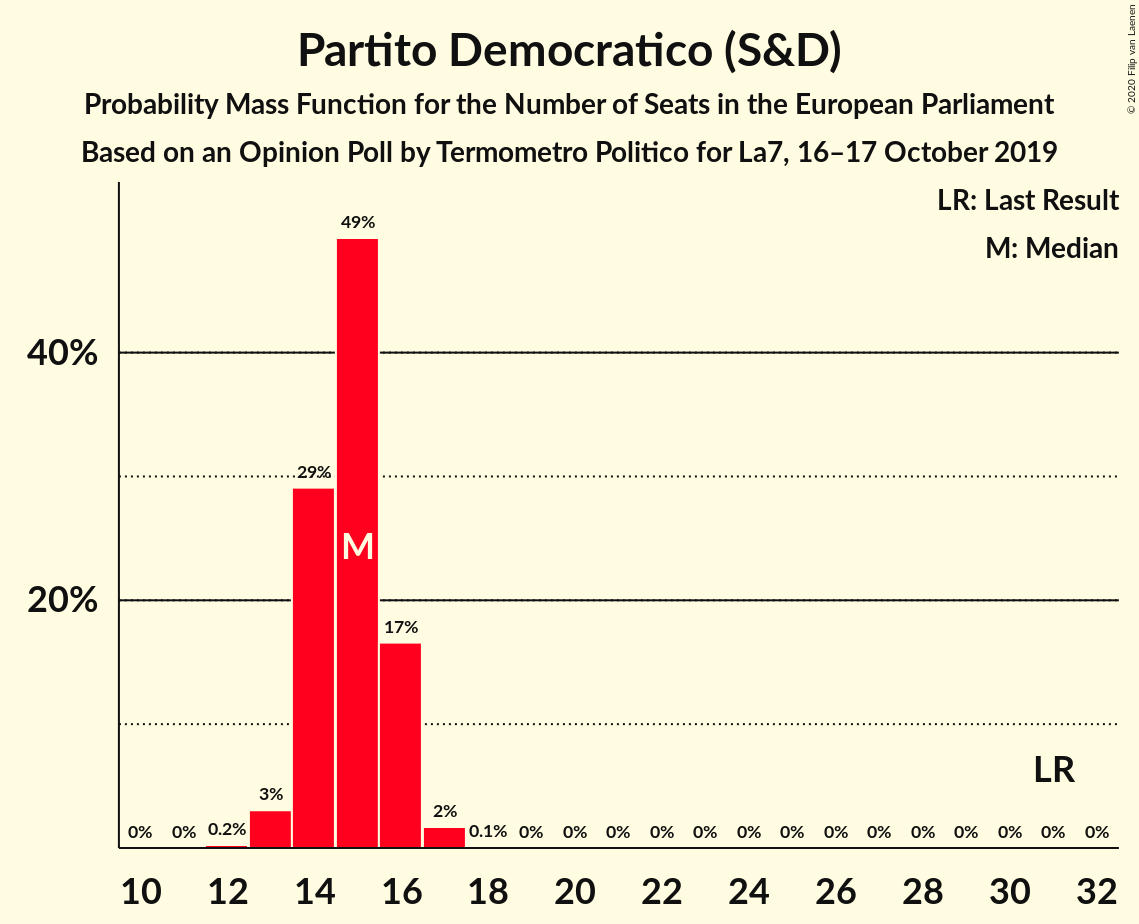 © 2020 Filip van Laenen
Partito Democratico (S&D)
Probability Mass Function for the Number of Seats in the European Parliament
Based on an Opinion Poll by Termometro Politico for La7, 16–17 October 2019
LR: Last Result
M: Median
49%
40%
29%
M
20%
17%
LR
0% 0% 0.2% 3% 2% 0.1% 0% 0% 0% 0% 0% 0% 0% 0% 0% 0% 0% 0% 0% 0%
10 12 14 16 18 20 22 24 26 28 30 32